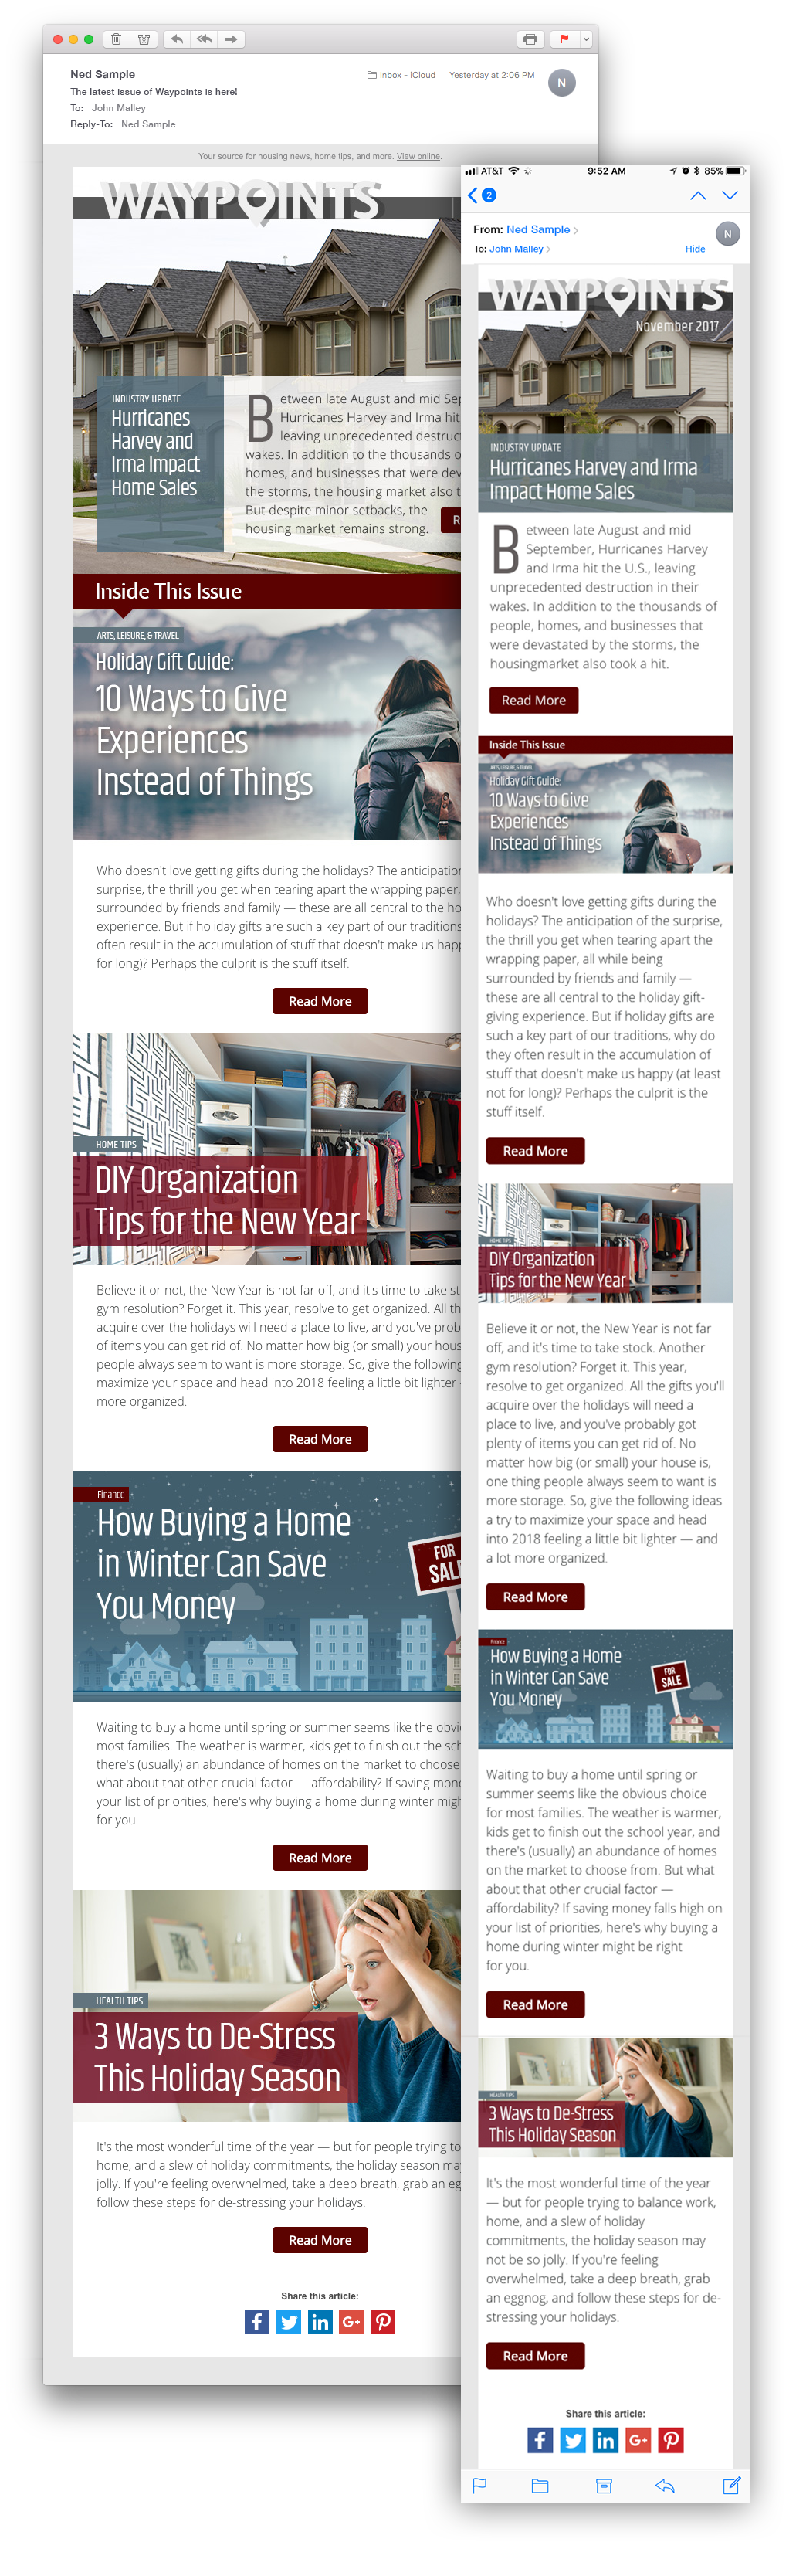 Ned Sample
Inbox - iCloud
Yesterday at 2:06 PM
N
The latest issue of Waypoints is here!
To: John Malley
Reply-To: Ned Sample
Your source for housing news, home tips, and more. View online.
WAYPOINTS
INDUSTRY UPDATE
Hurricanes
Harvey and
Irma Impact
Home Sales
Between late August and mid Sep
Hurricanes Harvey and Irma hit
leaving unprecedented destruc
wakes. In addition to the thousands o
homes, and businesses that were dev
the storms, the housing market also t
But despite minor setbacks, the
housing market remains strong.
R
Inside This Issue
ARTS, LEISURE, & TRAVEL
Holiday Gift Guide:
10 Ways to Give
Experiences
Instead of Things
Who doesn't love getting gifts during the holidays? The anticipation
surprise, the thrill you get when tearing apart the wrapping paper,
surrounded by friends and family — these are all central to the ho
experience. But if holiday gifts are such a key part of our traditions
often result in the accumulation of stuff that doesn't make us happ
for long)? Perhaps the culprit is the stuff itself.
Read More
HOME TIPS
DIY Organization
Tips for the New Year
Believe it or not, the New Year is not far off, and it's time to take st
gym resolution? Forget it. This year, resolve to get organized. All th
acquire over the holidays will need a place to live, and you've prob
of items you can get rid of. No matter how big (or small) your hous
people always seem to want is more storage. So, give the following
maximize your space and head into 2018 feeling a little bit lighter
more organized.
Read More
Finance
How Buying a Home
in Winter Can Save
You Money
FOR
SALE
Waiting to buy a home until spring or summer seems like the obvi
most families. The weather is warmer, kids get to finish out the sch
there's (usually) an abundance of homes on the market to choose
what about that other crucial factor — affordability? If saving mone
your list of priorities, here's why buying a home during winter migh
for you.
Read More
HEALTH TIPS
3 Ways to De-Stress
This Holiday Season
It's the most wonderful time of the year — but for people trying to
home, and a slew of holiday commitments, the holiday season may
jolly. If you're feeling overwhelmed, take a deep breath, grab an eg
follow these steps for de-stressing your holidays.
Read More
Share this article:
f in G+
AT&T
9:52 AM
85%
2
From: Ned Sample
N
To: John Malley
Hide
WAYPOINTS
November 2017
INDUSTRY UPDATE
Hurricanes Harvey and Irma
Impact Home Sales
Between late August and mid
September, Hurricanes Harvey
and Irma hit the U.S., leaving
unprecedented destruction in their
wakes. In addition to the thousands of
people, homes, and businesses that
were devastated by the storms, the
housingmarket also took a hit.
Read More
Inside This Issue
ARTS, LEISURE, & TRAVEL
Holiday Gift Guide:
10 Ways to Give
Experiences
Instead of Things
Who doesn't love getting gifts during the
holidays? The anticipation of the surprise,
the thrill you get when tearing apart the
wrapping paper, all while being
surrounded by friends and family —
these are all central to the holiday gift-
giving experience. But if holiday gifts are
such a key part of our traditions, why do
they often result in the accumulation of
stuff that doesn't make us happy (at least
not for long)? Perhaps the culprit is the
stuff itself.
Read More
HOME TIPS
DIY Organization
Tips for the New Year
Believe it or not, the New Year is not far
off, and it's time to take stock. Another
gym resolution? Forget it. This year,
resolve to get organized. All the gifts you'll
acquire over the holidays will need a
place to live, and you've probably got
plenty of items you can get rid of. No
matter how big (or small) your house is,
one thing people always seem to want is
more storage. So, give the following ideas
a try to maximize your space and head
into 2018 feeling a little bit lighter — and
a lot more organized.
Read More
Finance
How Buying a Home
in Winter Can Save
You Money
FOR
SALE
Waiting to buy a home until spring or
summer seems like the obvious choice
for most families. The weather is warmer,
kids get to finish out the school year, and
there's (usually) an abundance of homes
on the market to choose from. But what
about that other crucial factor —
affordability? If saving money falls high on
your list of priorities, here's why buying a
home during winter might be right
for you.
Read More
HEALTH TIPS
3 Ways to De-Stress
This Holiday Season
It's the most wonderful time of the year
— but for people trying to balance work,
home, and a slew of holiday
commitments, the holiday season may
not be so jolly. If you're feeling
overwhelmed, take a deep breath, grab
an eggnog, and follow these steps for de-
stressing your holidays.
Read More
Share this article:
f in G+